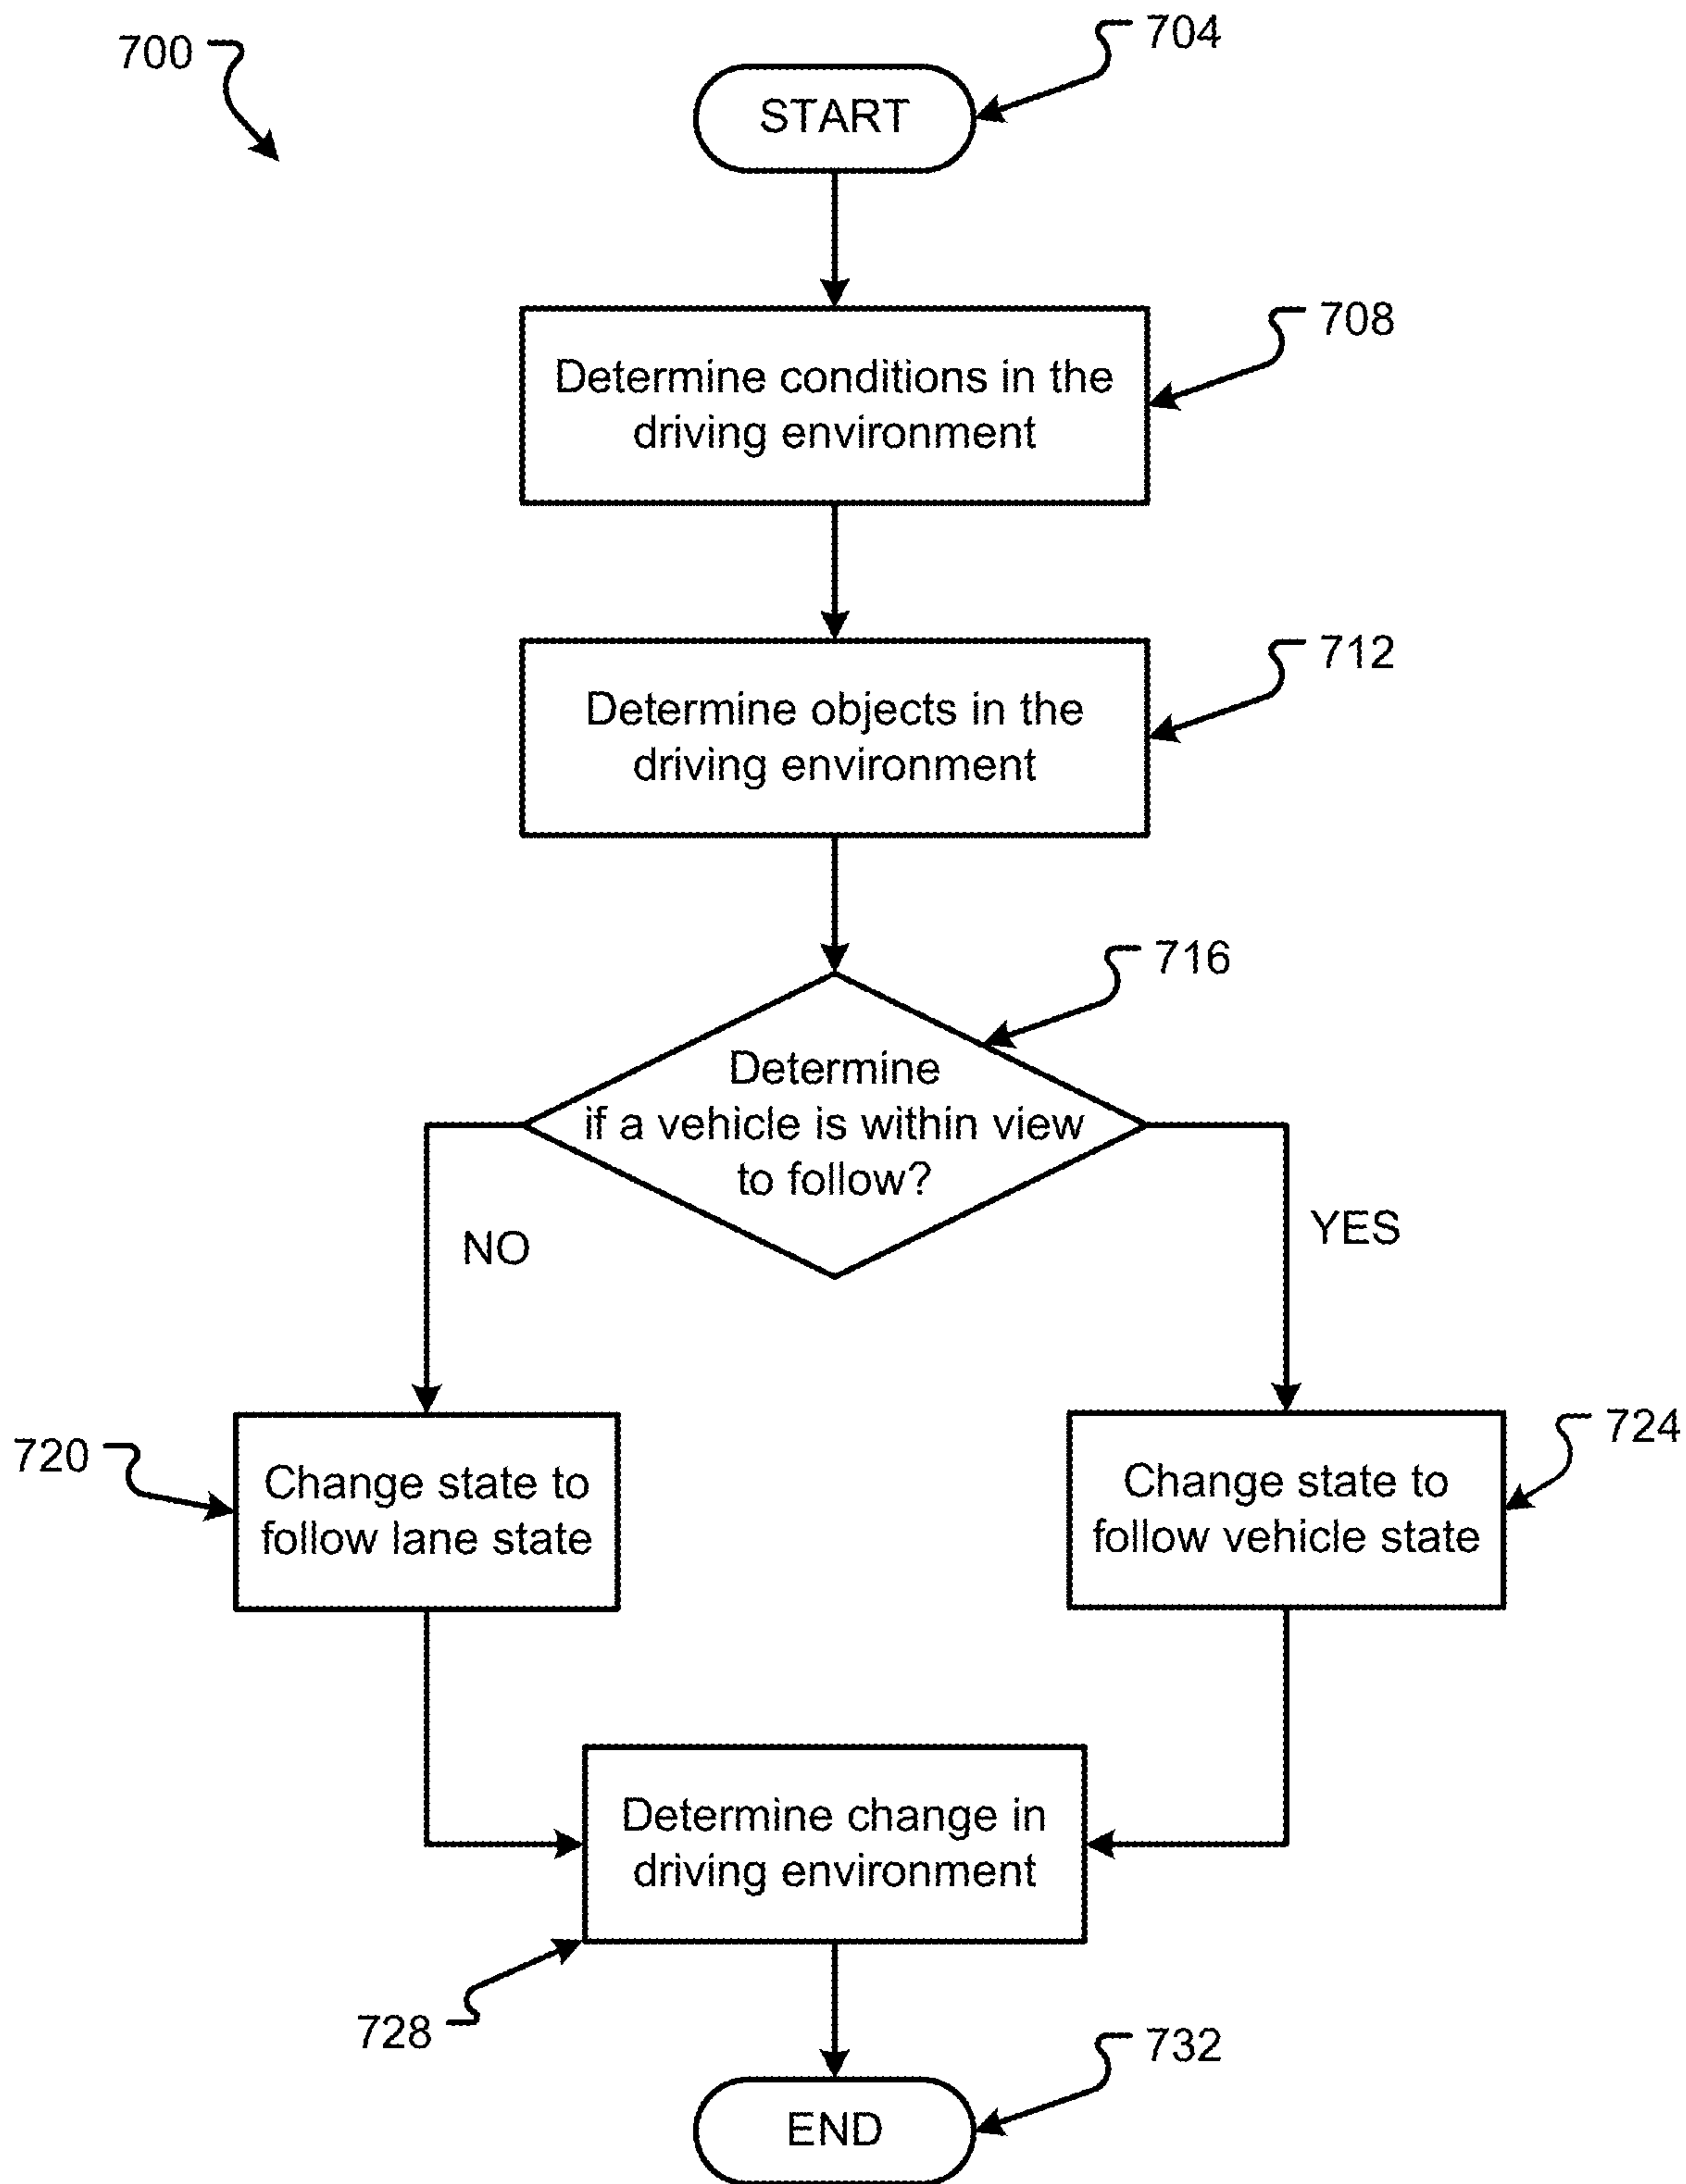 700
704
START
708
Determine conditions in the
driving environment
712
Determine objects in the
driving environment
716
Determine
if a vehicle is within view
to follow?
NO
YES
720
Change state to
follow lane state
724
Change state to
follow vehicle state
Determine change in
driving environment
728
732
END